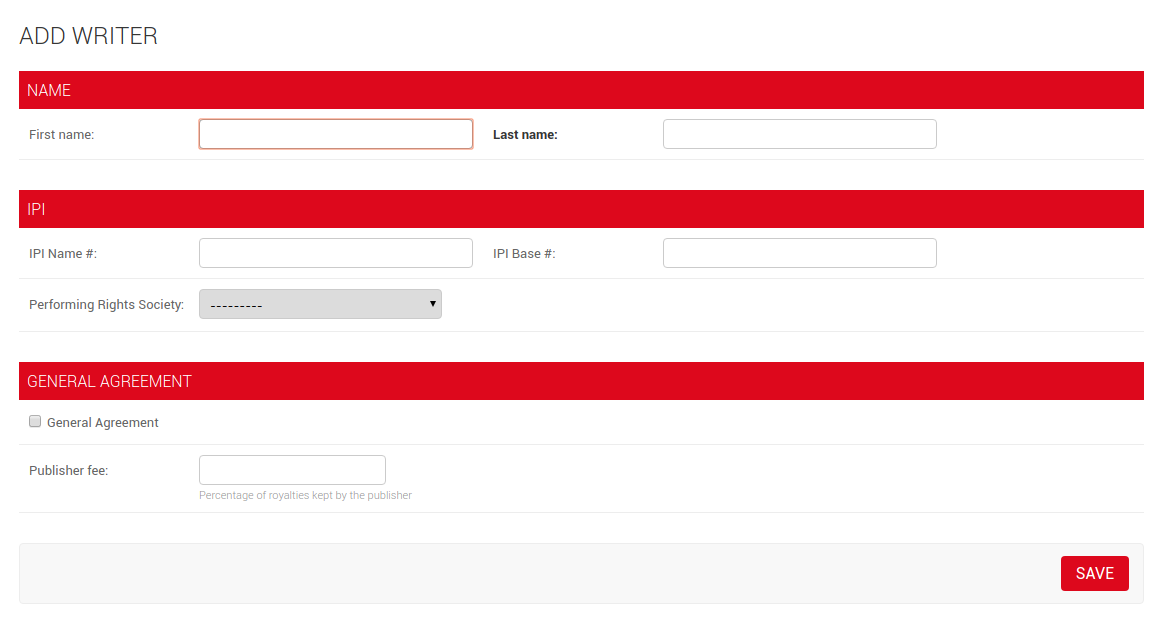 ADD WRITER
NAME
First name: Last name:
IPI
IPI Name #: IPI Base #:
Performing Rights Society: ---------
GENERAL AGREEMENT
General Agreement
Publisher fee:
Percentage of royalties kept by the publisher
SAVE